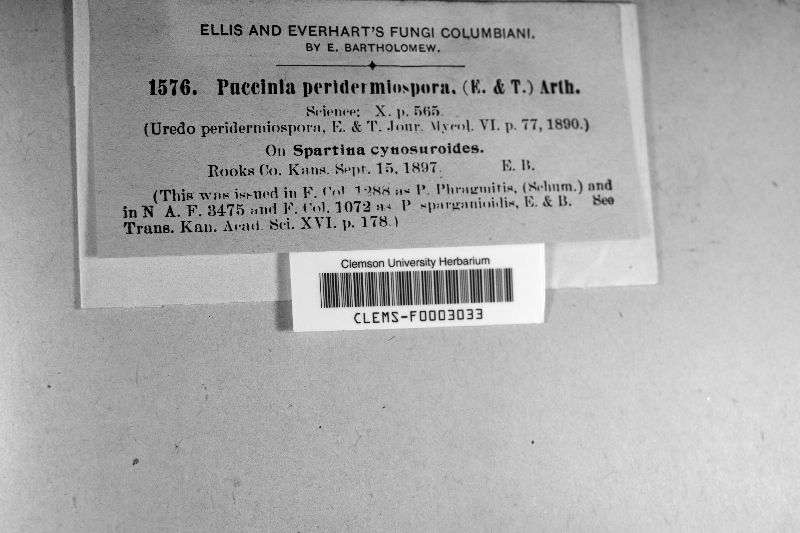 ELLIS AND EVERHART'S FUNGI COLUMBIANI.
BY E. BARTHOLOMEW.
1576. Puccinia peridermiospora, (E. & T.) Arth.
Science: X. p. 565.
(Uredo peridermiospora, E. & T. Jour. Mycol. VI. p. 77, 1890.)
On Spartina cynosuroides.
Rooks Co. Kans. Sept. 15, 1897. E. B.
(This was issued in F. Col. 1288 as P. Phragmitis, (Schum.) and
in N. A. F. 3475 and F. Col. 1072 as P. sparganioidis, E. & B. See
Trans. Kan. Acad. Sci. XVI. p. 178.)
Clemson University Herbarium
CLEMS-F0003033